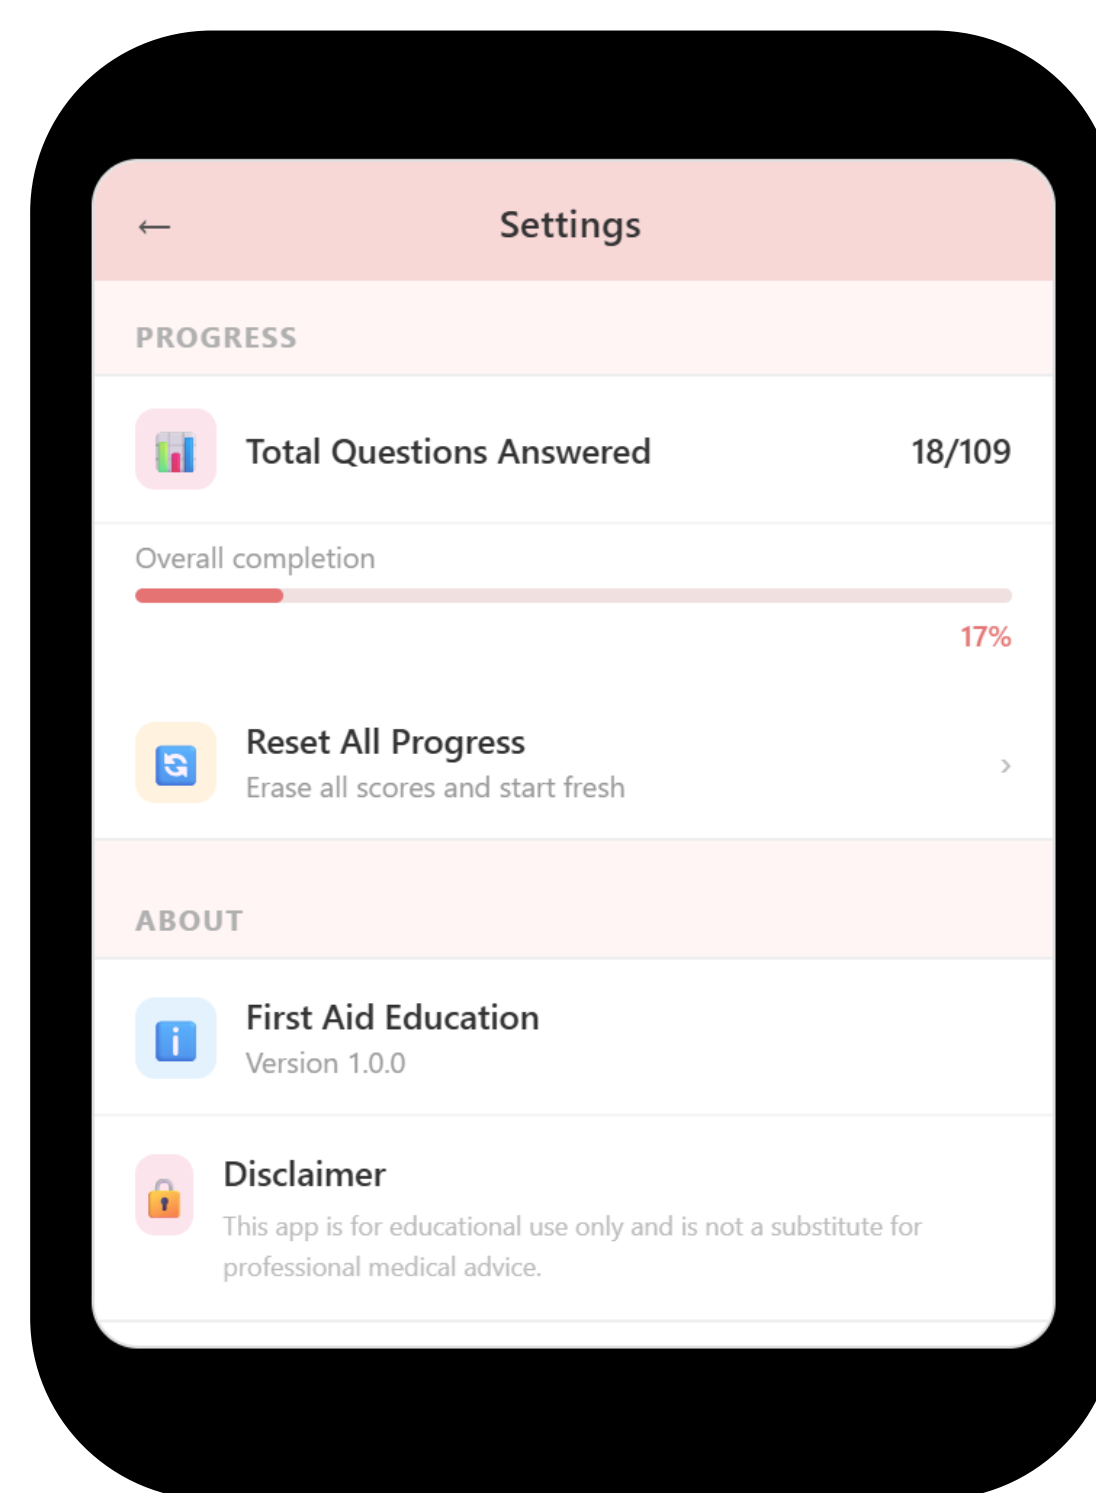 Settings
PROGRESS
Total Questions Answered 18/109
Overall completion
17%
Reset All Progress
Erase all scores and start fresh
ABOUT
First Aid Education
Version 1.0.0
Disclaimer
This app is for educational use only and is not a substitute for
professional medical advice.